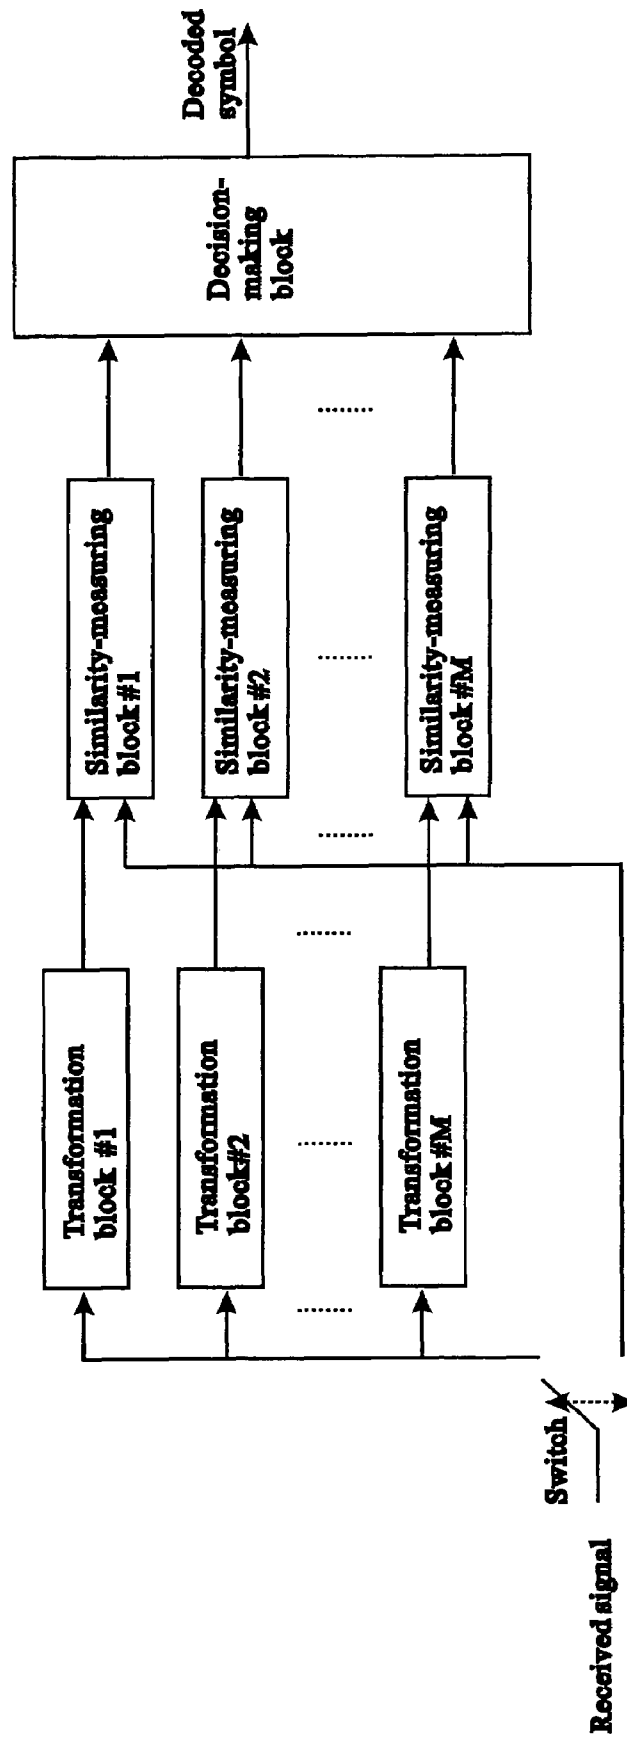 Received signal
Switch
Transformation
block #1
Transformation
block#2
Transformation
block#M
Similarity-measuring
block#1
Similarity-measuring
block#2
Similarity-measuring
block#M
Decision-
making
block
Decoded
symbol